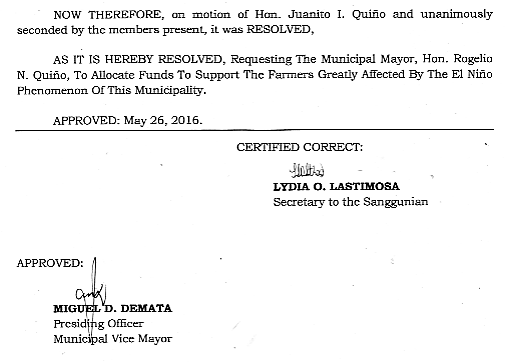 NOW THEREFORE, on motion of Hon. Juanito I. Quiño and unanimously
seconded by the members present, it was RESOLVED,
AS IT IS HEREBY RESOLVED, Requesting The Municipal Mayor, Hon. Rogelio
N. Quiño, To Allocate Funds To Support The Farmers Greatly Affected By The El Niño
Phenomenon Of This Municipality.
APPROVED: May 26, 2016.
CERTIFIED CORRECT:
LYDIA O. LASTIMOSA
Secretary to the Sanggunian
APPROVED:
MIGUEL D. DEMATA
Presiding Officer
Municipal Vice Mayor